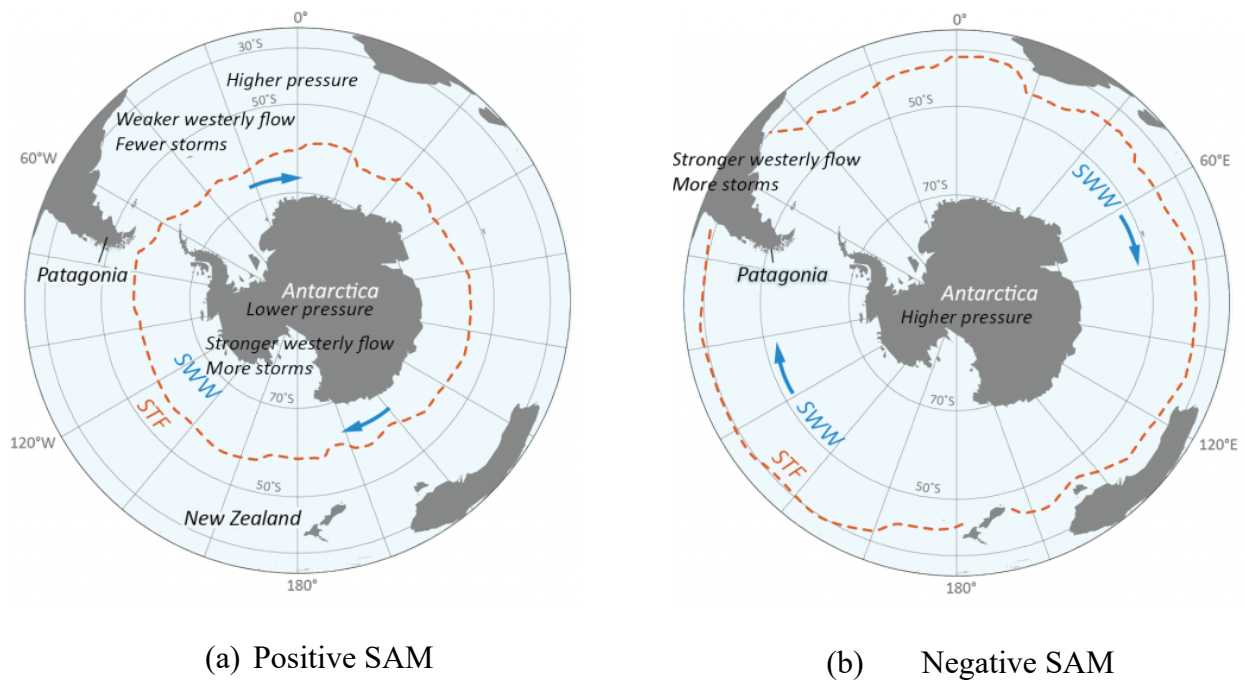 0°
30°S
Higher pressure
50°S
Weaker westerly flow
Fewer storms
60°W
Patagonia
Antarctica
Lower pressure
Stronger westerly flow
More storms
SWW
70°S
STF
120°W
50°S
New Zealand
180°
(a) Positive SAM
0°
50°S
Stronger westerly flow
More storms
60°E
SWW
70°S
Patagonia
Antarctica
Higher pressure
SWW
70°S
120°E
STF
50°S
180°
(b) Negative SAM